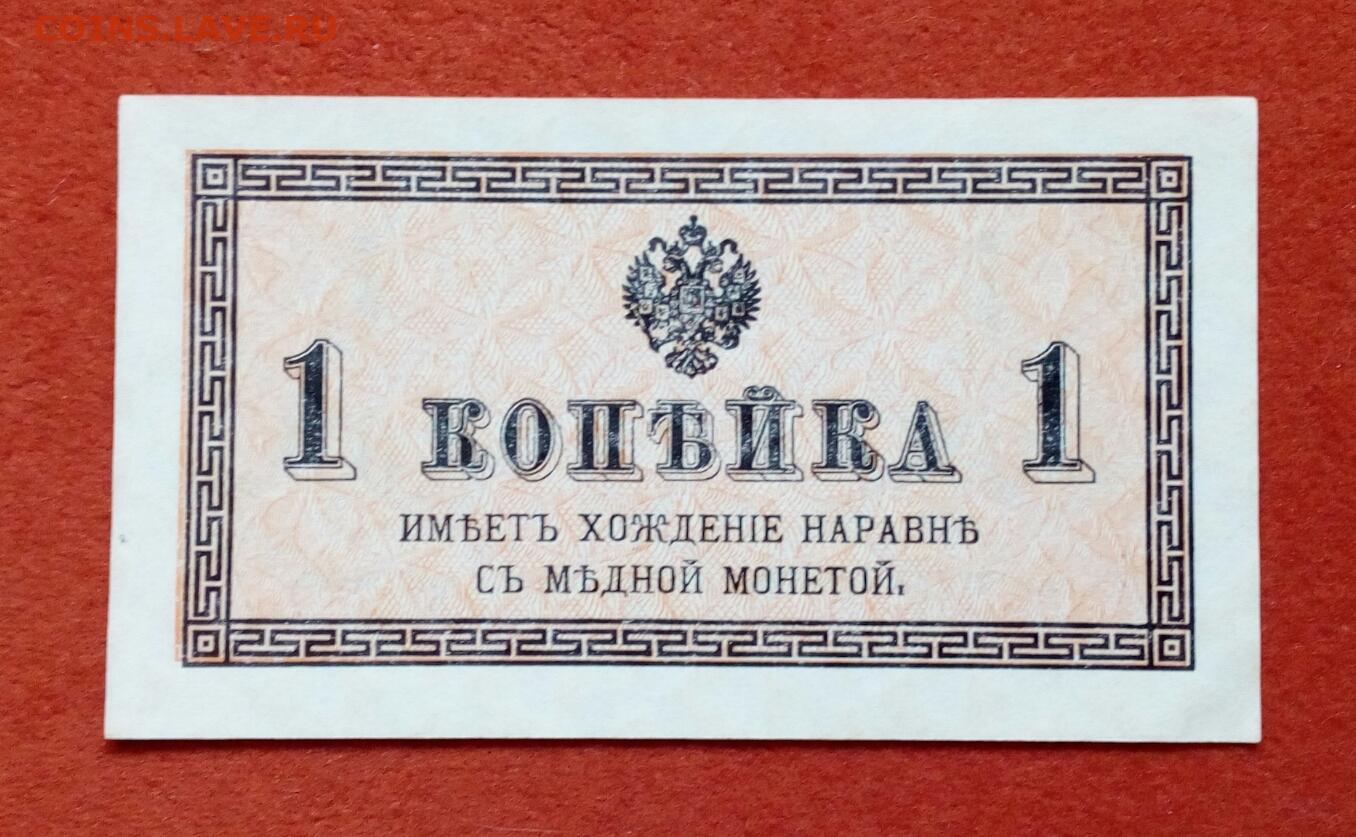 COINS.LAVE.RU
1 КОПѢЙКА 1
ИМѢЕТЪ ХОЖДЕНІЕ НАРАВНѢ
СЪ МѢДНОЙ МОНЕТОЙ.